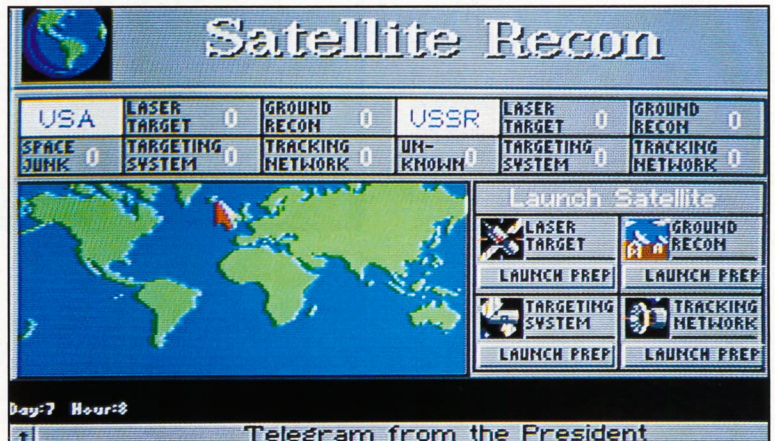 Satellite Recon
USA LASER TARGET 0 GROUND RECON 0 USSR LASER TARGET 0 GROUND RECON 0
SPACE JUNK 0 TARGETING SYSTEM 0 TRACKING NETWORK 0 UN-KNOWN 0 TARGETING SYSTEM 0 TRACKING NETWORK 0
Launch Satellite
LASER TARGET
GROUND RECON
LAUNCH PREP LAUNCH PREP
TARGETING SYSTEM
TRACKING NETWORK
LAUNCH PREP LAUNCH PREP
Day:7 Hour:8
Telegram from the President